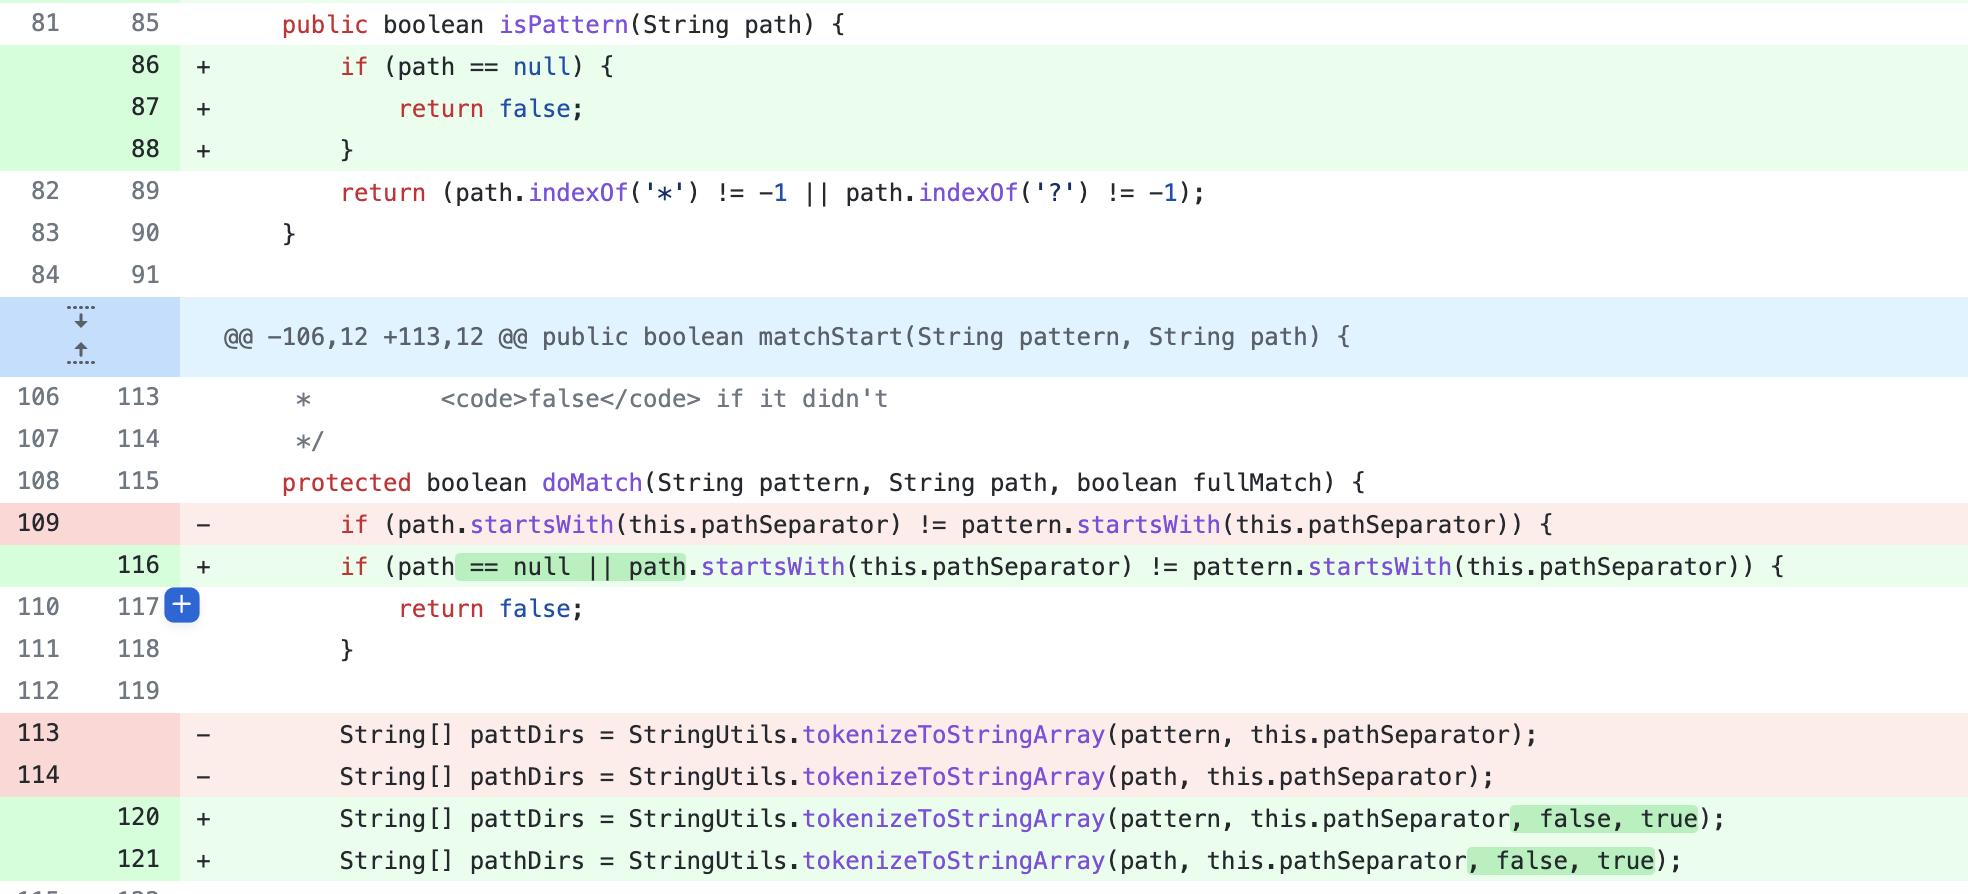 81 85 public boolean isPattern(String path) {
86 + if (path == null) {
87 + return false;
88 + }
82 89 return (path.indexOf('*') != -1 || path.indexOf('?') != -1);
83 90 }
84 91
@@ -106,12 +113,12 @@ public boolean matchStart(String pattern, String path) {
106 113 * <code>false</code> if it didn't
107 114 */
108 115 protected boolean doMatch(String pattern, String path, boolean fullMatch) {
109 - if (path.startsWith(this.pathSeparator) != pattern.startsWith(this.pathSeparator)) {
116 + if (path == null || path.startsWith(this.pathSeparator) != pattern.startsWith(this.pathSeparator)) {
110 117 + return false;
111 118 }
112 119
113 - String[] pattDirs = StringUtils.tokenizeToStringArray(pattern, this.pathSeparator);
114 - String[] pathDirs = StringUtils.tokenizeToStringArray(path, this.pathSeparator);
120 + String[] pattDirs = StringUtils.tokenizeToStringArray(pattern, this.pathSeparator, false, true);
121 + String[] pathDirs = StringUtils.tokenizeToStringArray(path, this.pathSeparator, false, true);